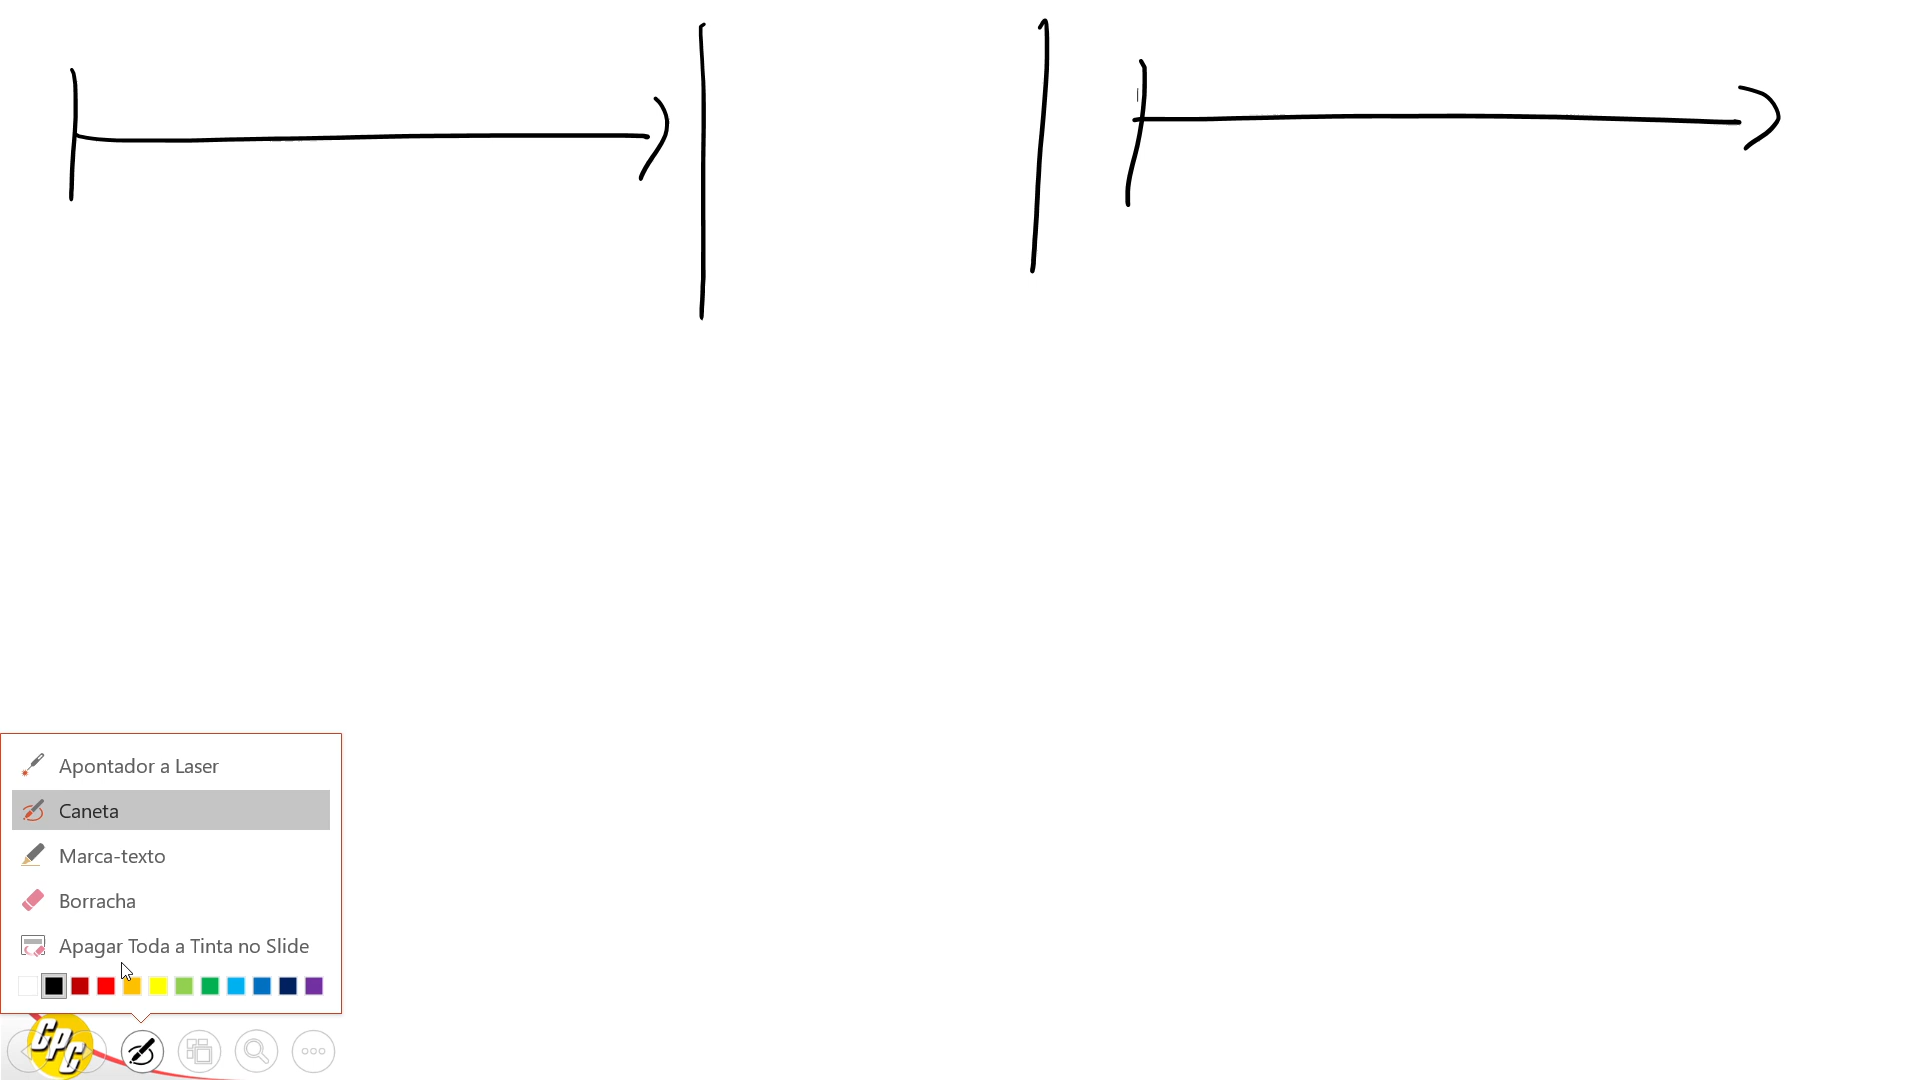 Apontador a Laser
Caneta
Marca-texto
Borracha
Apagar Toda a Tinta no Slide
CPC